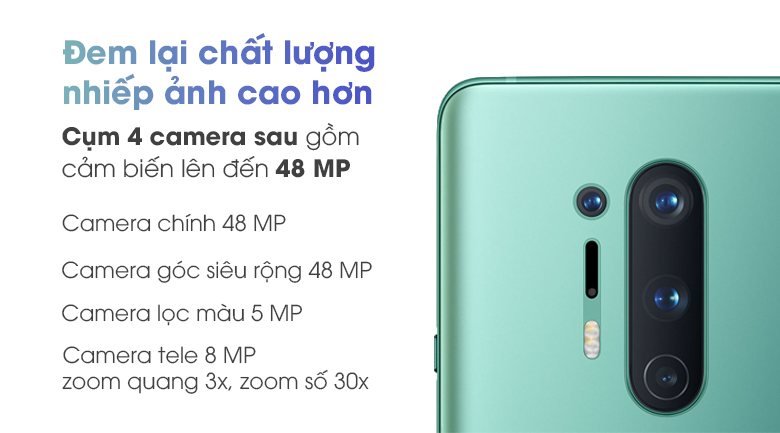 Đem lại chất lượng
nhiếp ảnh cao hơn
Cụm 4 camera sau gồm
cảm biến lên đến 48 MP
Camera chính 48 MP
Camera góc siêu rộng 48 MP
Camera lọc màu 5 MP
Camera tele 8 MP
zoom quang 3x, zoom số 30x